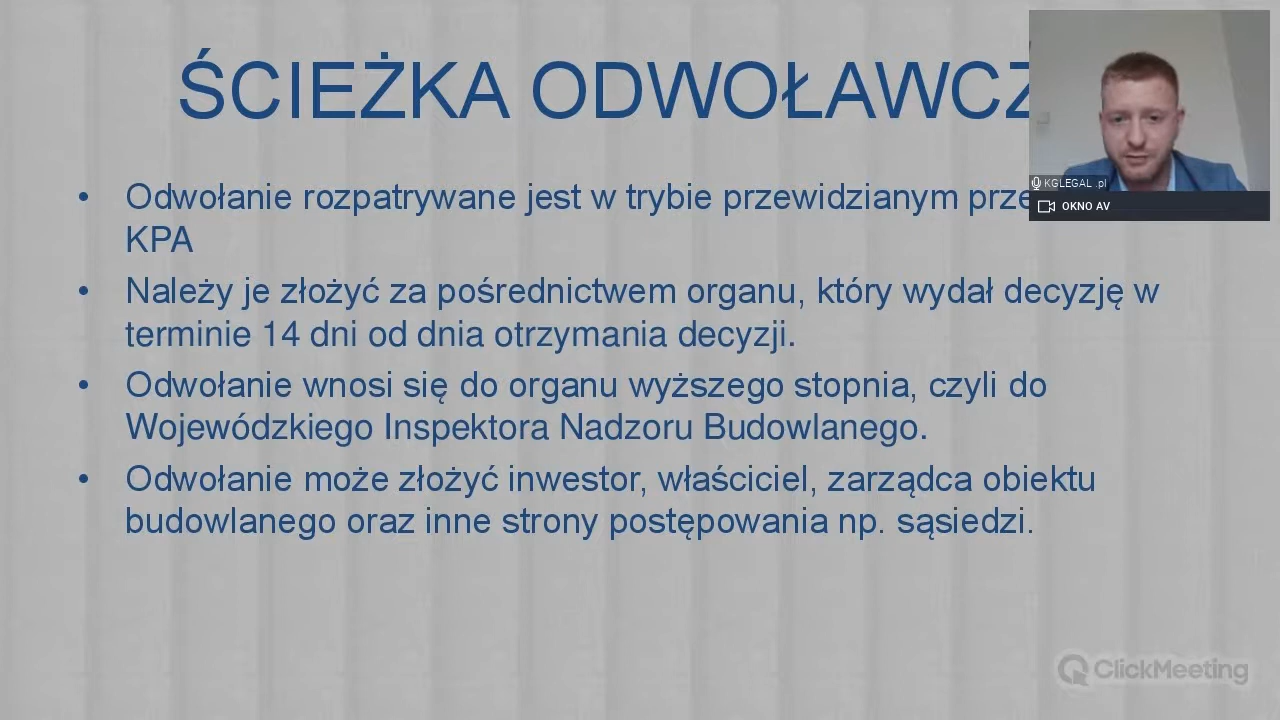 ŚCIEŻKA ODWOŁAWCZ
• Odwołanie rozpatrywane jest w trybie przewidzianym prze
KPA
• Należy je złożyć za pośrednictwem organu, który wydał decyzję w
terminie 14 dni od dnia otrzymania decyzji.
• Odwołanie wnosi się do organu wyższego stopnia, czyli do
Wojewódzkiego Inspektora Nadzoru Budowlanego.
• Odwołanie może złożyć inwestor, właściciel, zarządca obiektu
budowlanego oraz inne strony postępowania np. sąsiedzi.
KGLEGAL .pl
OKNO AV
ClickMeeting